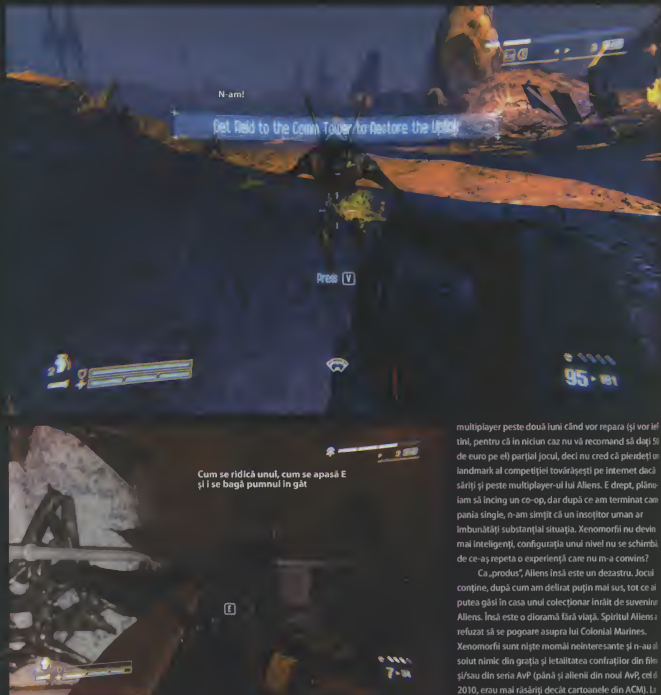 N-am!
Get Reid to the Comm Tower to Restore the Uplink
Press V
2
95 181
Cum se ridică unul, cum se apasă E
și i se bagă pumnul în gât
E
7
multiplayer peste două luni când vor repara (și vor ief
tini, pentru că în niciun caz nu vă recomand să dați 50
de euro pe el) parțial jocul, deci nu cred că pierdeți un
landmark al competiției tovărășești pe internet dacă
săriți și peste multiplayer-ul lui Aliens. E drept, plănu-
iam să încing un co-op, dar după ce am terminat cam
pania single, n-am simțit că un însoțitor uman ar
îmbunătăți substanțial situația. Xenomorfii nu devin
mai inteligenți, configurația unui nivel nu se schimbă,
de ce-aș repeta o experiență care nu m-a convins?
Ca „produs", Aliens însă este un dezastru. Jocul
conține, după cum am delirat puțin mai sus, tot ce ai
putea găsi în casa unui colecționar înrăit de suvenire
Aliens. Însă este o dioramă fără viață. Spiritul Aliens a
refuzat să se pogoare asupra lui Colonial Marines.
Xenomorfii sunt niște momâi neinteresante și n-au
soiut nimic din grația și letalitatea confraților din film
și/sau din seria AvP (până și alienii din noul AvP, cel
2010, erau mai răsăriți decât cartoanele din ACM). La